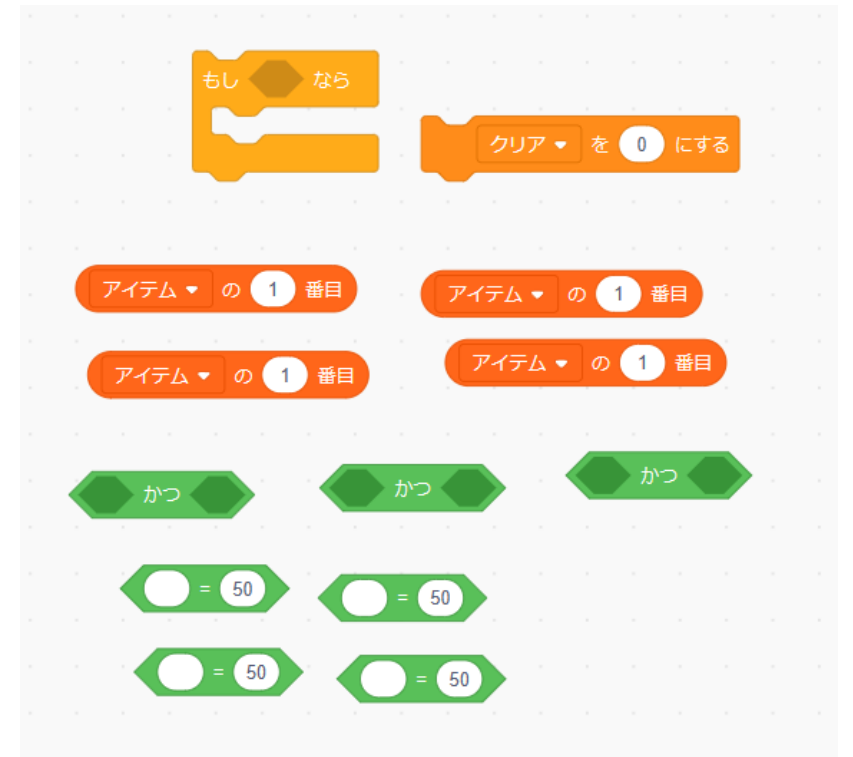 もし なら
クリア を 0 にする
アイテム の 1 番目
アイテム の 1 番目
アイテム の 1 番目
アイテム の 1 番目
かつ
かつ
かつ
= 50
= 50
= 50
= 50